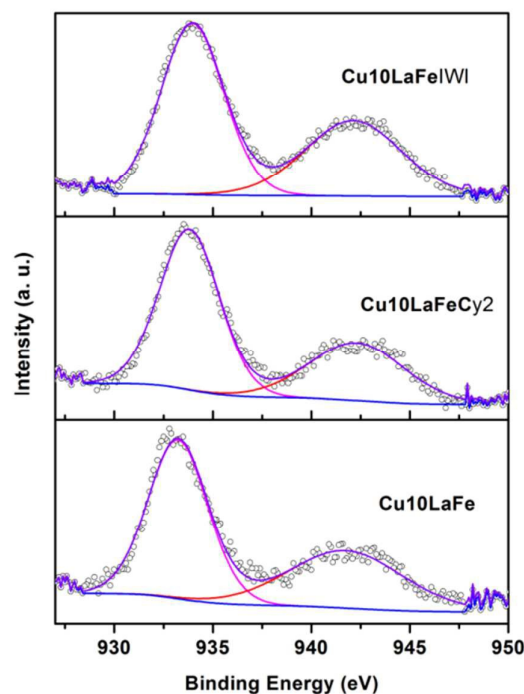 Cu10LaFeIWI
Cu10LaFeCy2
Cu10LaFe
Intensity (a. u.)
930 935 940 945 950
Binding Energy (eV)